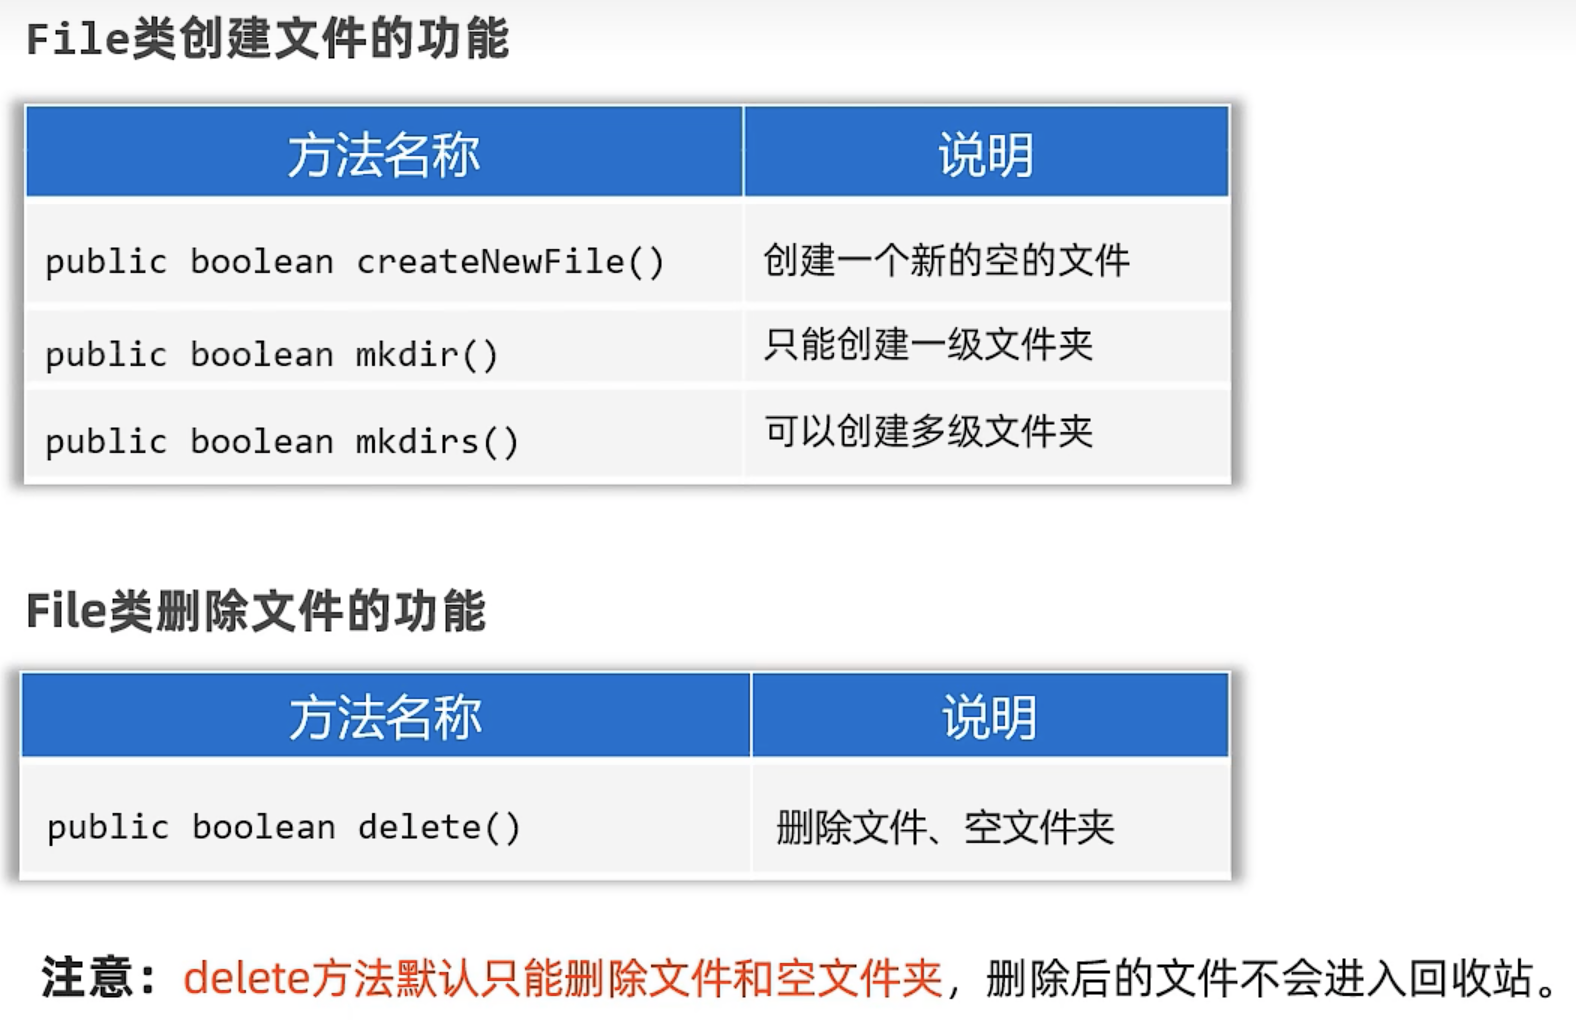 File类创建文件的功能
方法名称 说明
public boolean createNewFile() 创建一个新的空的文件
public boolean mkdir() 只能创建一级文件夹
public boolean mkdirs() 可以创建多级文件夹
File类删除文件的功能
方法名称 说明
public boolean delete() 删除文件、空文件夹
注意：delete方法默认只能删除文件和空文件夹，删除后的文件不会进入回收站。